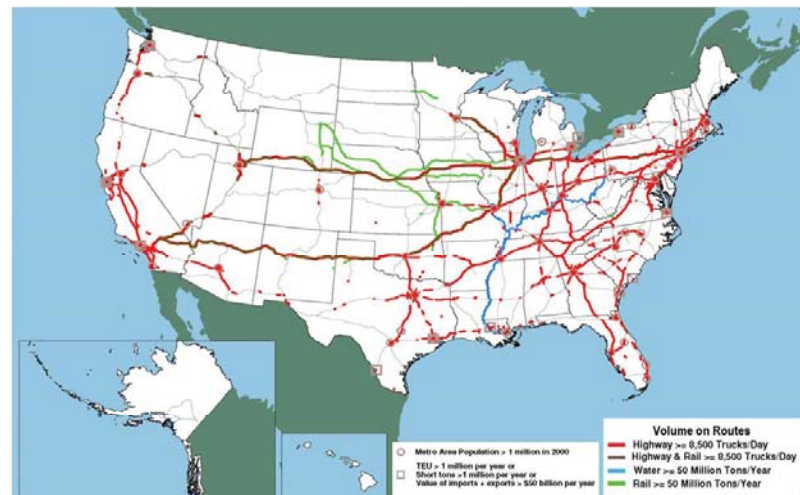 Metro Area Population > 1 million in 2000
TEU > 1 million per year or
Short tons >1 million per year or
Value of imports + exports > $50 billion per year
Volume on Routes
Highway >= 8,500 Trucks/Day
Highway & Rail >= 8,500 Trucks/Day
Water >= 50 Million Tons/Year
Rail >= 50 Million Tons/Year